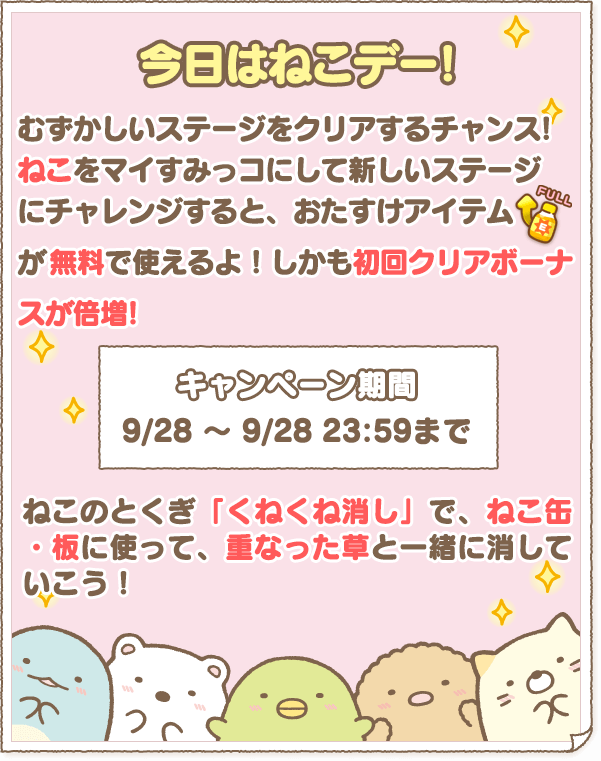 今日はねこデー!
むずかしいステージをクリアするチャンス!
ねこをマイすみっコにして新しいステージ
にチャレンジすると、おたすけアイテム
FULL
が無料で使えるよ！しかも初回クリアボーナ
スが倍増!
キャンペーン期間
9/28 〜 9/28 23:59まで
ねこのとくぎ「くねくね消し」で、ねこ缶
・板に使って、重なった草と一緒に消して
いこう！